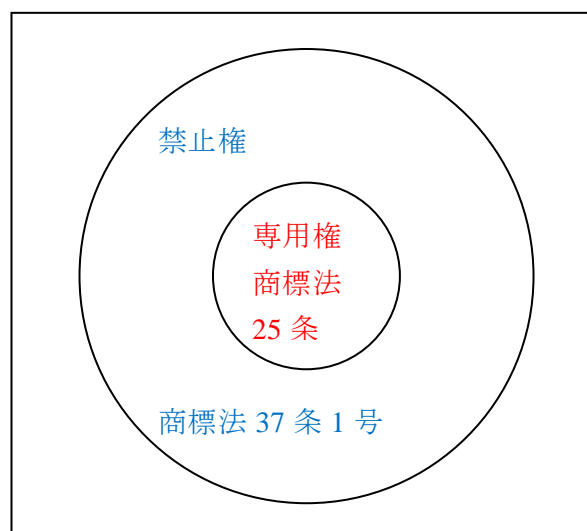 禁止権
専用権
商標法
25 条
商標法 37 条 1 号